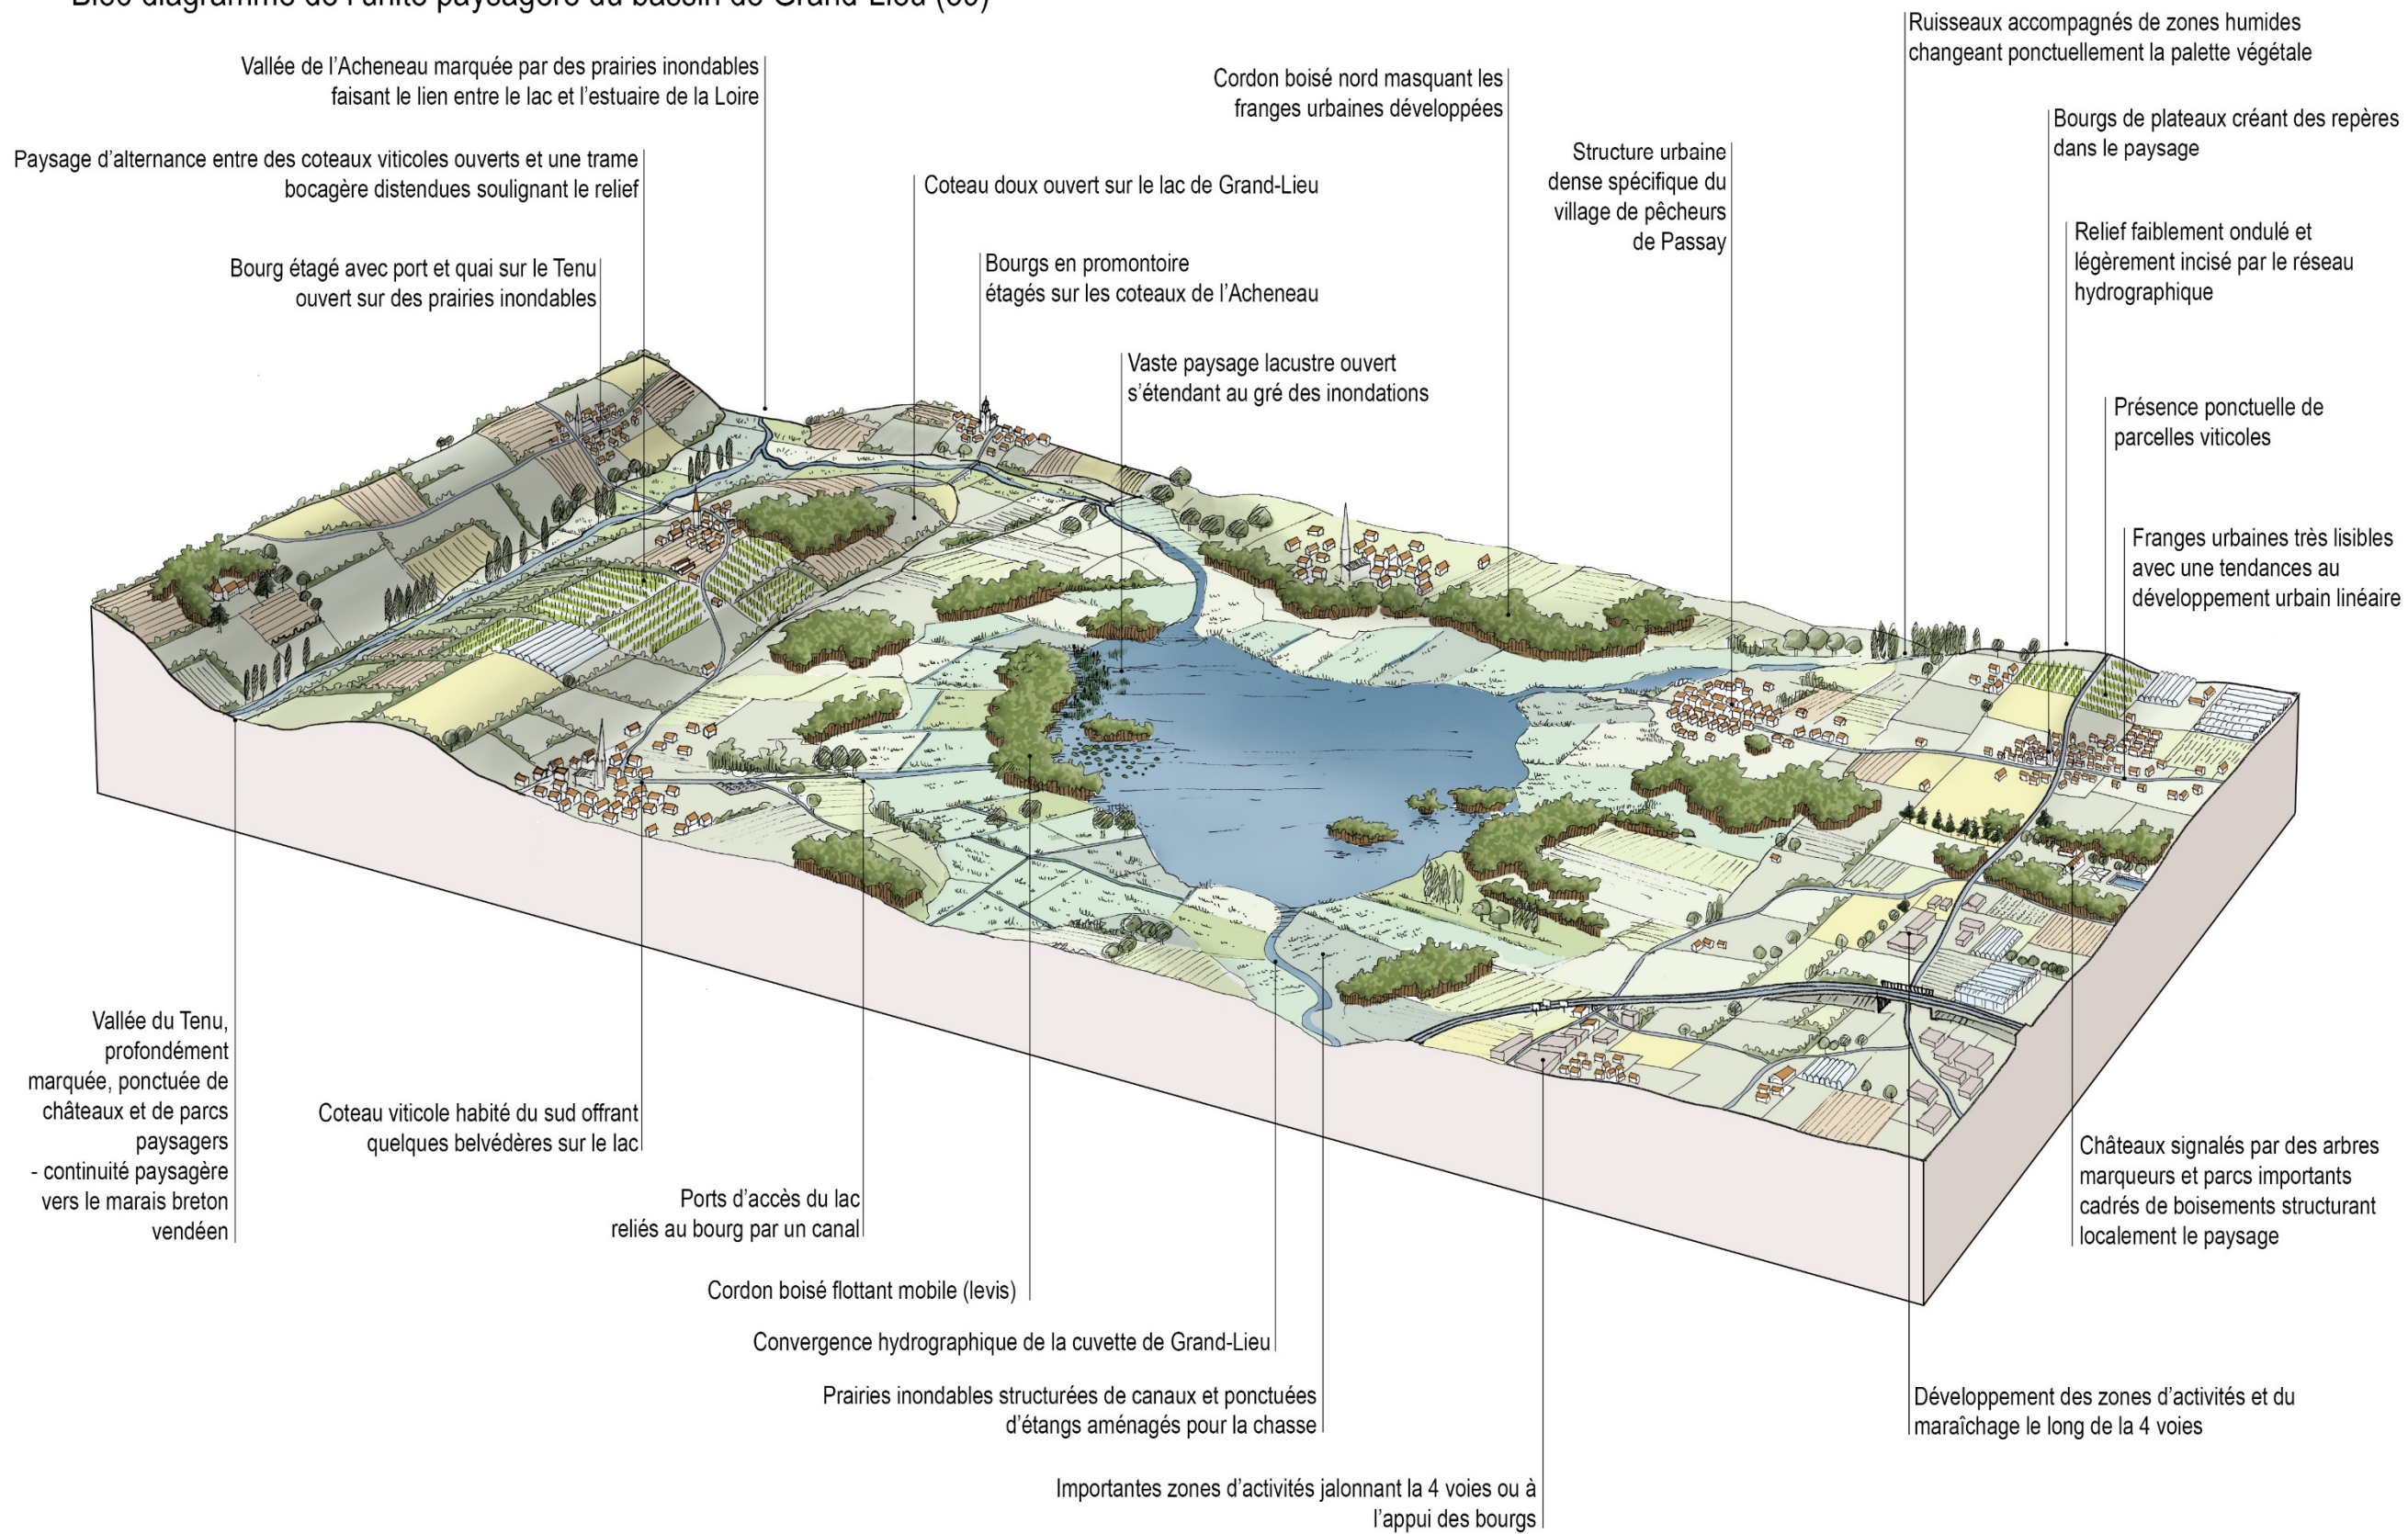 Bloc diagramme de l'unité paysagère du bassin de Grand-Lieu
Ruisseaux accompagnés de zones humides
changeant ponctuellement la palette végétale
Vallée de l'Acheneau marquée par des prairies inondables
faisant le lien entre le lac et l'estuaire de la Loire
Cordon boisé nord masquant les
franges urbaines développées
Bourgs de plateaux créant des repères
dans le paysage
Paysage d'alternance entre des coteaux viticoles ouverts et une trame
bocagère distendues soulignant le relief
Coteau doux ouvert sur le lac de Grand-Lieu
Structure urbaine
dense spécifique du
village de pêcheurs
de Passay
Relief faiblement ondulé et
légèrement incisé par le réseau
hydrographique
Bourg étagé avec port et quai sur le Tenu
ouvert sur des prairies inondables
Bourgs en promontoire
étagés sur les coteaux de l'Acheneau
Vaste paysage lacustre ouvert
s'étendant au gré des inondations
Présence ponctuelle de
parcelles viticoles
Franges urbaines très lisibles
avec une tendances au
développement urbain linéaire
Vallée du Tenu,
profondément
marquée, ponctuée de
châteaux et de parcs
paysagers
- continuité paysagère
vers le marais breton
vendéen
Coteau viticole habité du sud offrant
quelques belvédères sur le lac
Ports d'accès du lac
reliés au bourg par un canal
Cordon boisé flottant mobile (levis)
Convergence hydrographique de la cuvette de Grand-Lieu
Prairies inondables structurées de canaux et ponctuées
d'étangs aménagés pour la chasse
Importantes zones d'activités jalonnant la 4 voies ou à
l'appui des bourgs
Châteaux signalés par des arbres
marqueurs et parcs importants
cadrés de boisements structurant
localement le paysage
Développement des zones d'activités et du
maraîchage le long de la 4 voies